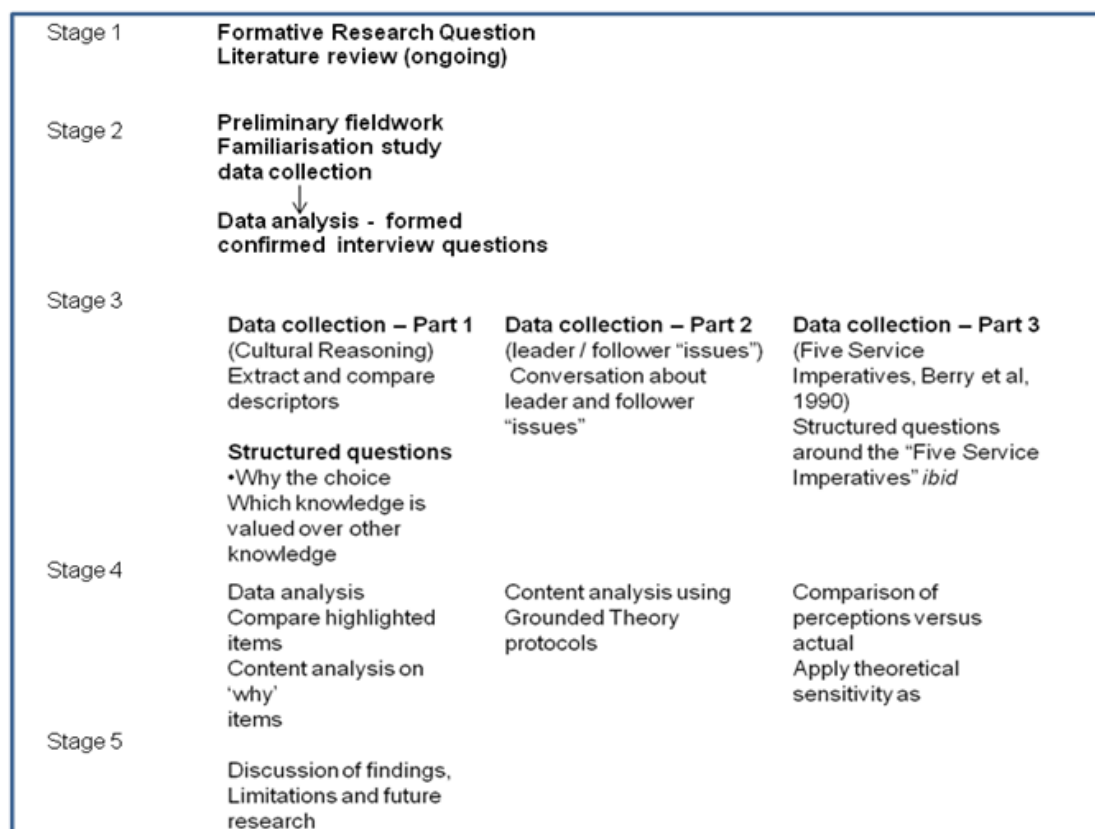 Stage 1
Formative Research Question
Literature review (ongoing)
Stage 2
Preliminary fieldwork
Familiarisation study
data collection
Data analysis - formed
confirmed interview questions
Stage 3
Data collection – Part 1
(Cultural Reasoning)
Extract and compare
descriptors
Structured questions
•Why the choice
Which knowledge is
valued over other
knowledge
Data collection – Part 2
(leader / follower “issues”)
Conversation about
leader and follower
“issues”
Data collection – Part 3
(Five Service
Imperatives, Berry et al,
1990)
Structured questions
around the “Five Service
Imperatives” ibid
Stage 4
Data analysis
Compare highlighted
items
Content analysis on
‘why’
items
Content analysis using
Grounded Theory
protocols
Comparison of
perceptions versus
actual
Apply theoretical
sensitivity as
Stage 5
Discussion of findings,
Limitations and future
research